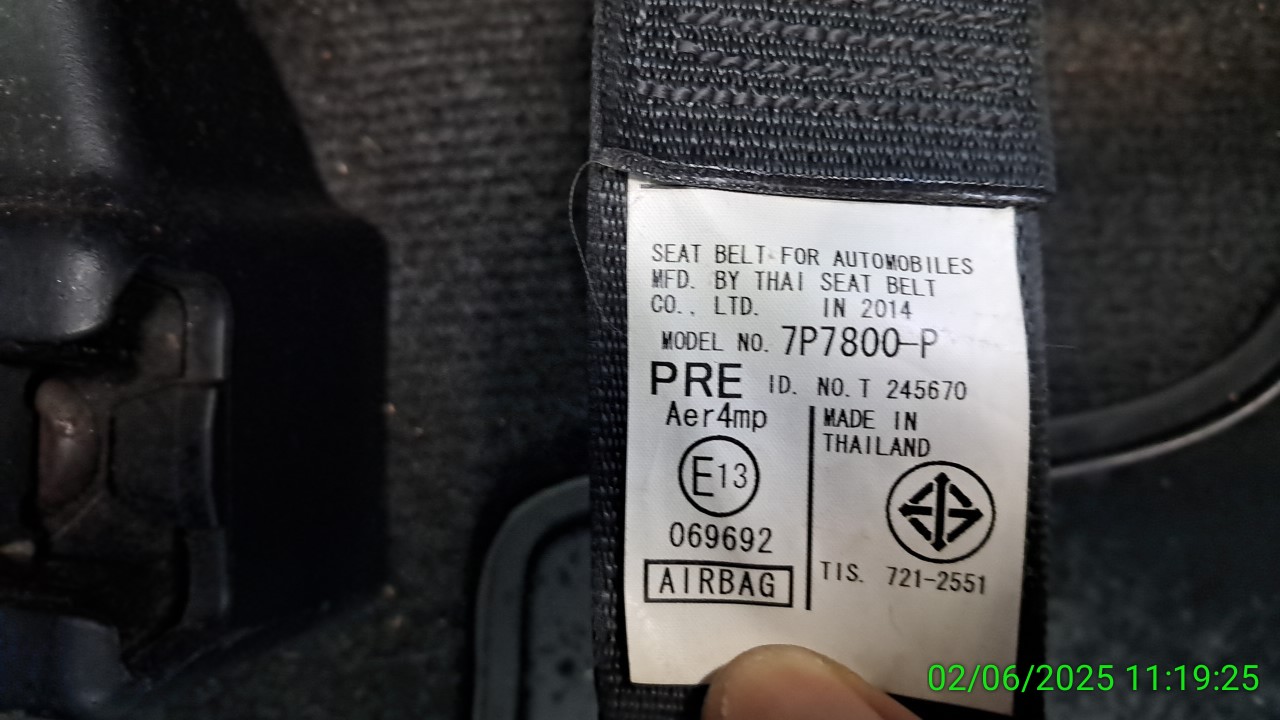 SEAT BELT FOR AUTOMOBILES
MFD. BY THAI SEAT BELT
CO., LTD. IN 2014
MODEL NO. 7P7800-P
PRE ID. NO. T 245670
Aer4mp
E13
069692
AIRBAG
MADE IN
THAILAND
TIS. 721-2551
02/06/2025 11:19:25